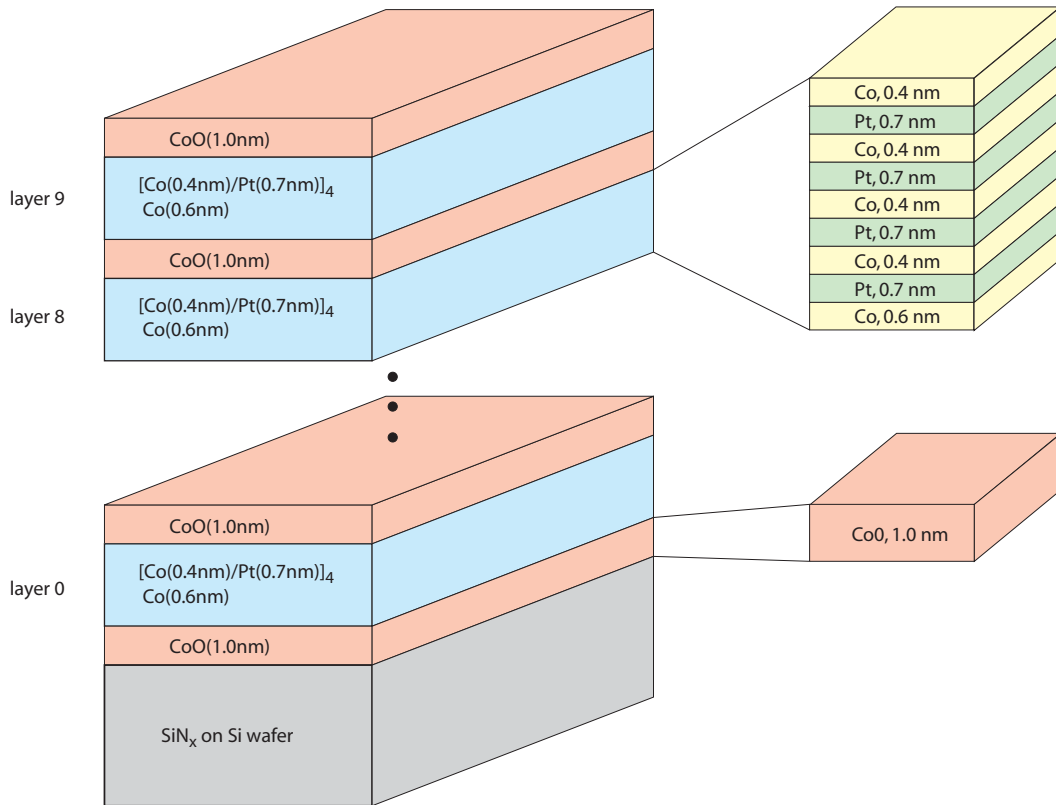 CoO(1.0nm)
layer 9
[Co(0.4nm)/Pt(0.7nm)]4
Co(0.6nm)
CoO(1.0nm)
layer 8
[Co(0.4nm)/Pt(0.7nm)]4
Co(0.6nm)
Co, 0.4 nm
Pt, 0.7 nm
Co, 0.4 nm
Pt, 0.7 nm
Co, 0.4 nm
Pt, 0.7 nm
Co, 0.4 nm
Pt, 0.7 nm
Co, 0.6 nm
CoO(1.0nm)
layer 0
[Co(0.4nm)/Pt(0.7nm)]4
Co(0.6nm)
CoO(1.0nm)
SiNx on Si wafer
Co0, 1.0 nm